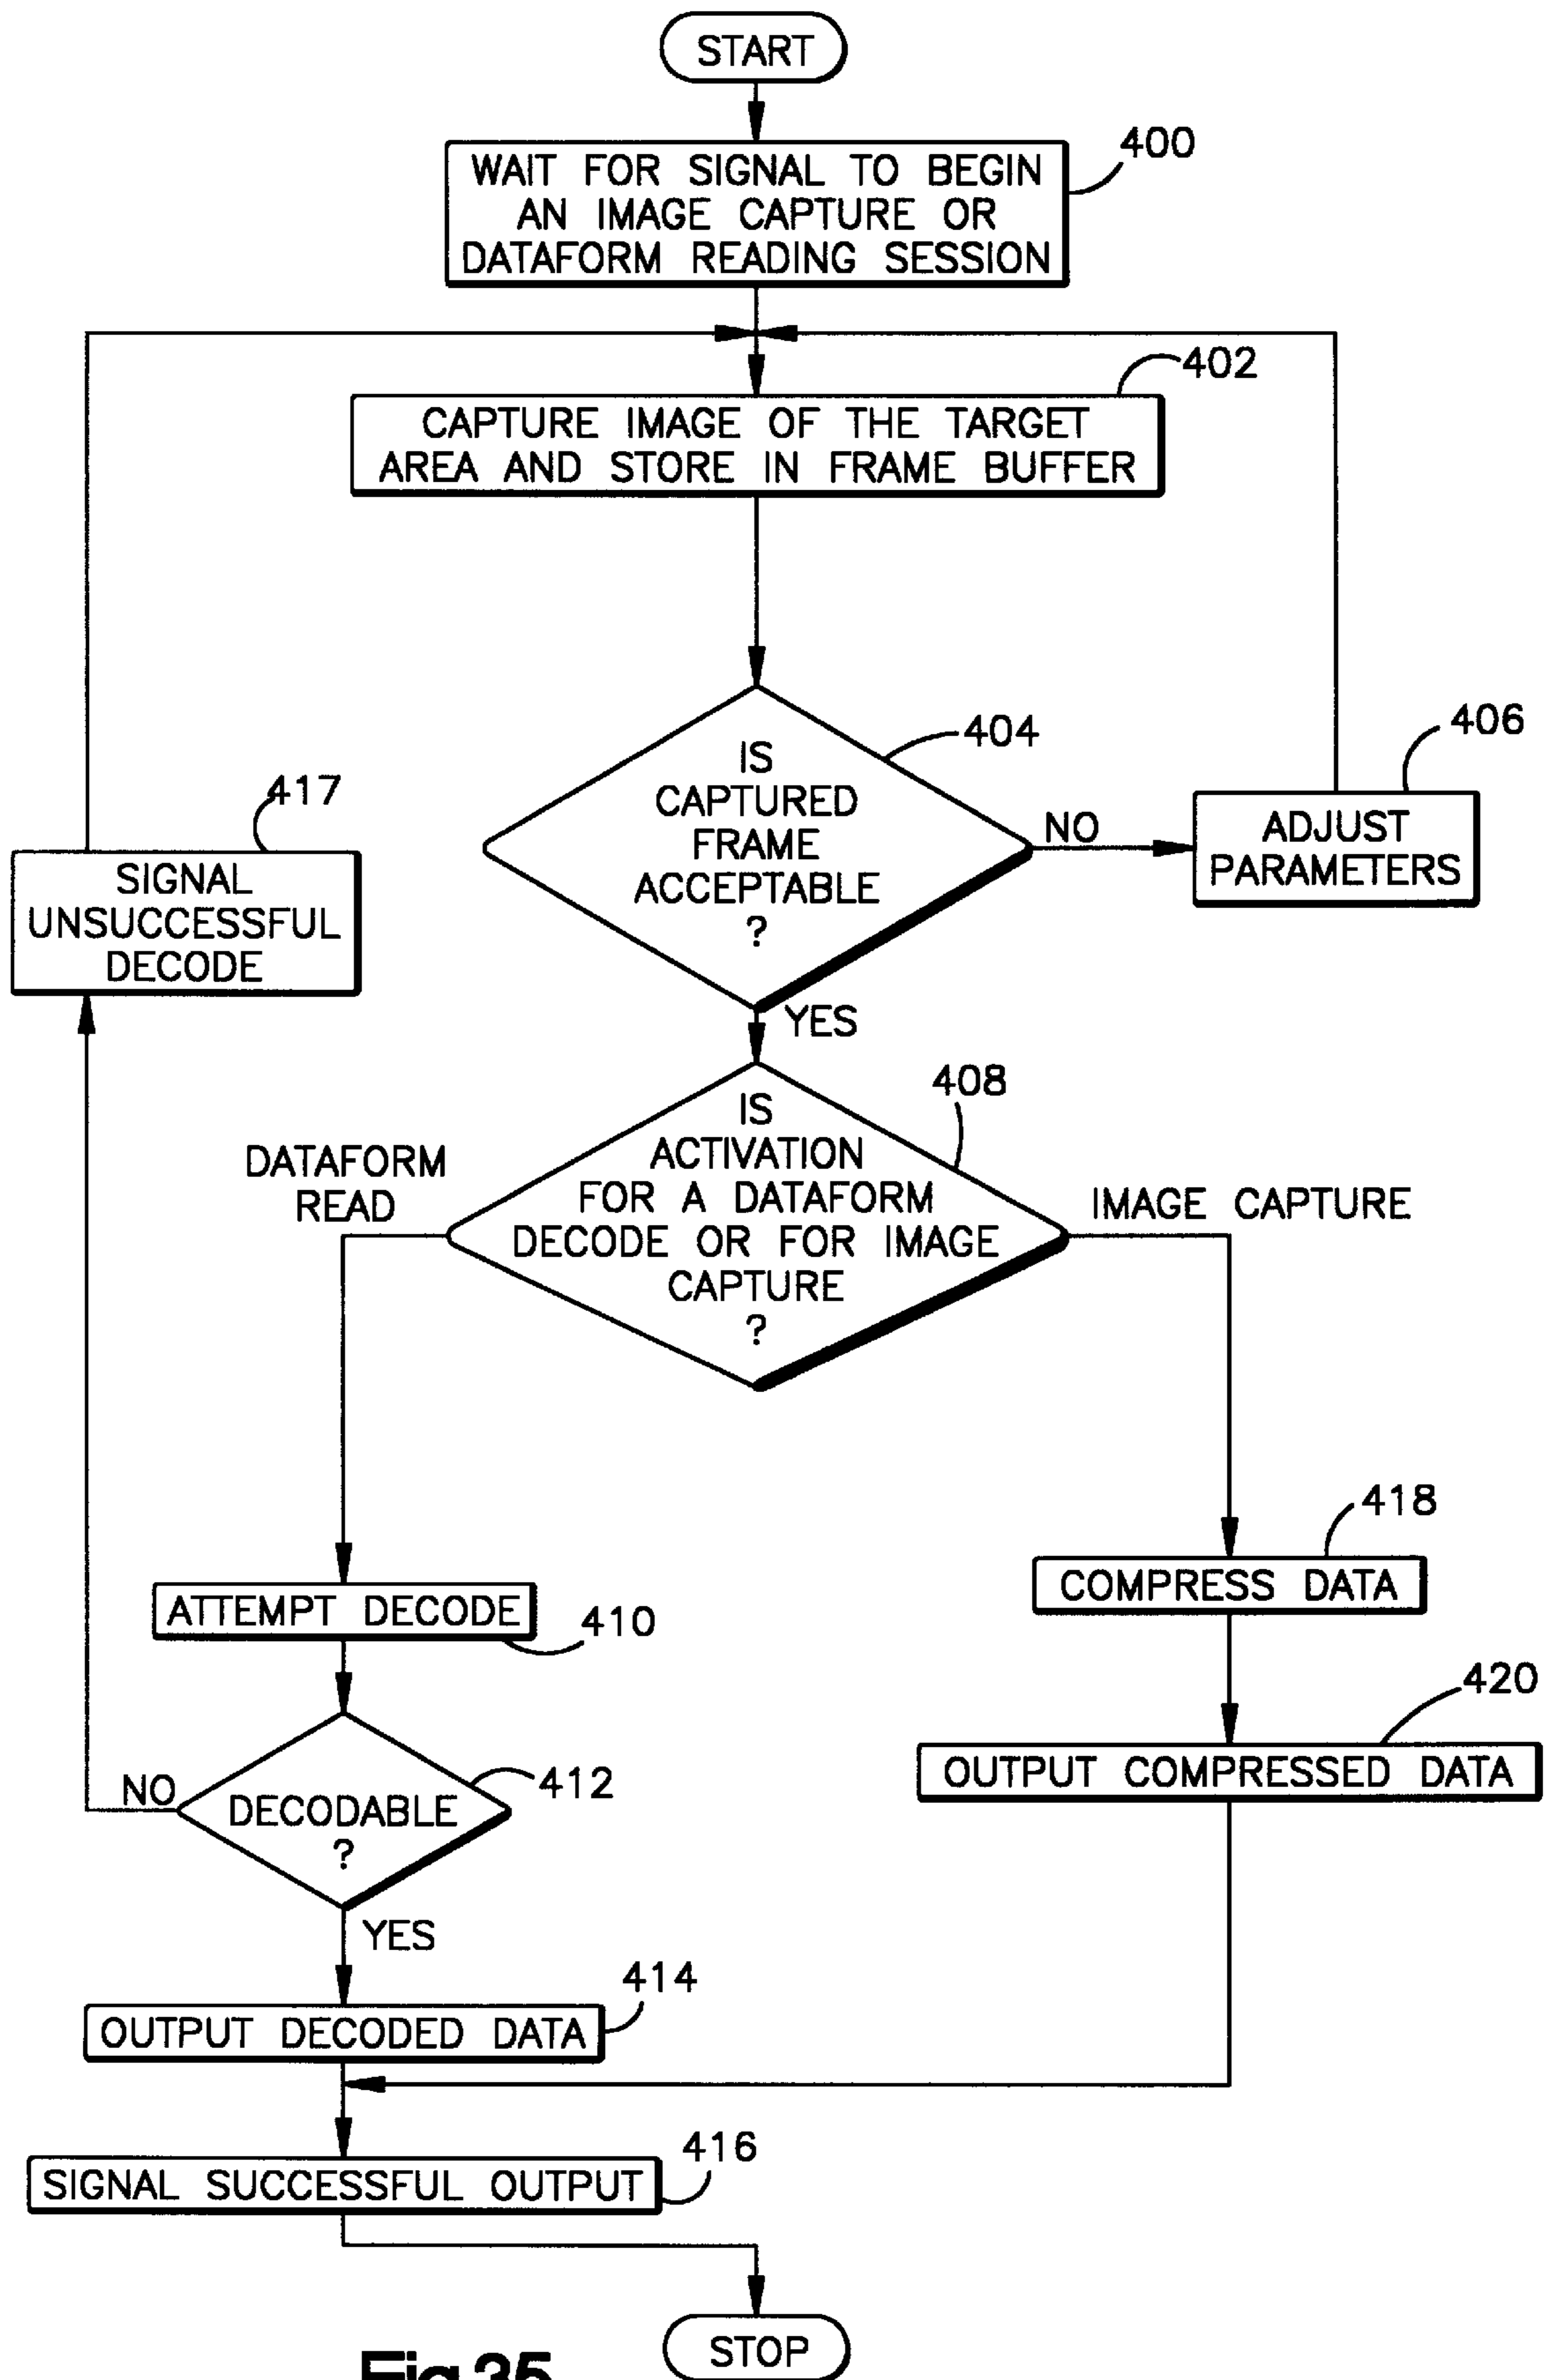 START
400
WAIT FOR SIGNAL TO BEGIN
AN IMAGE CAPTURE OR
DATAFORM READING SESSION
402
CAPTURE IMAGE OF THE TARGET
AREA AND STORE IN FRAME BUFFER
404
IS
CAPTURED
FRAME
ACCEPTABLE
?
NO
406
ADJUST
PARAMETERS
417
SIGNAL
UNSUCCESSFUL
DECODE
YES
408
IS
ACTIVATION
FOR A DATAFORM
DECODE OR FOR IMAGE
CAPTURE
?
DATAFORM
READ
IMAGE CAPTURE
418
COMPRESS DATA
ATTEMPT DECODE
410
420
OUTPUT COMPRESSED DATA
412
DECODABLE
?
NO
YES
414
OUTPUT DECODED DATA
416
SIGNAL SUCCESSFUL OUTPUT
STOP
Fig.35